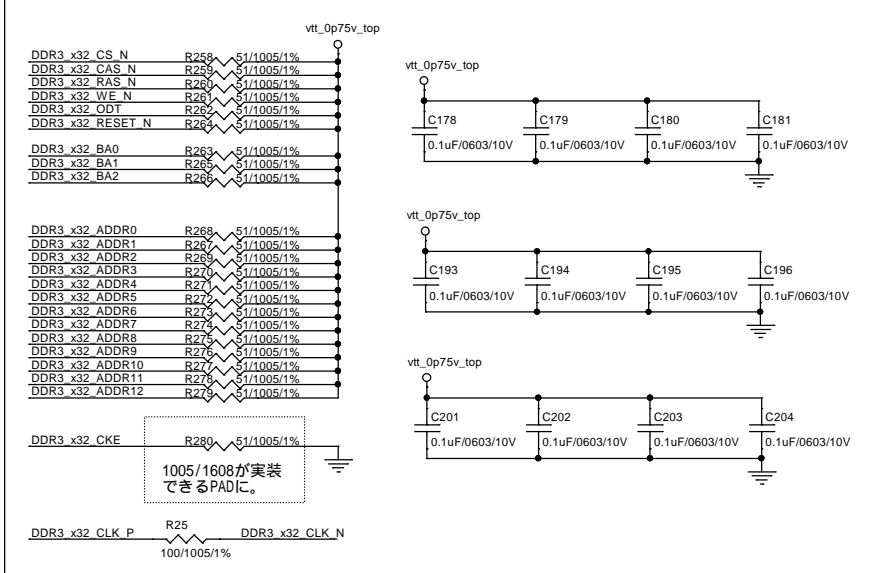 vtt_0p75v_top
DDR3_x32_CS_N R258 51/1005/1%
DDR3_x32_CAS_N R259 51/1005/1%
DDR3_x32_RAS_N R260 51/1005/1%
DDR3_x32_WE_N R261 51/1005/1%
DDR3_x32_ODT R262 51/1005/1%
DDR3_x32_RESET_N R264 51/1005/1%
DDR3_x32_BA0 R263 51/1005/1%
DDR3_x32_BA1 R265 51/1005/1%
DDR3_x32_BA2 R266 51/1005/1%
DDR3_x32_ADDR0 R268 51/1005/1%
DDR3_x32_ADDR1 R267 51/1005/1%
DDR3_x32_ADDR2 R269 51/1005/1%
DDR3_x32_ADDR3 R270 51/1005/1%
DDR3_x32_ADDR4 R271 51/1005/1%
DDR3_x32_ADDR5 R272 51/1005/1%
DDR3_x32_ADDR6 R273 51/1005/1%
DDR3_x32_ADDR7 R274 51/1005/1%
DDR3_x32_ADDR8 R275 51/1005/1%
DDR3_x32_ADDR9 R276 51/1005/1%
DDR3_x32_ADDR10 R277 51/1005/1%
DDR3_x32_ADDR11 R278 51/1005/1%
DDR3_x32_ADDR12 R279 51/1005/1%
DDR3_x32_CKE R280 51/1005/1%
1005/1608が実装
できるPADに。
DDR3_x32_CLK_P R25 DDR3_x32_CLK_N
100/1005/1%
vtt_0p75v_top
C178 C179 C180 C181
0.1uF/0603/10V 0.1uF/0603/10V 0.1uF/0603/10V 0.1uF/0603/10V
vtt_0p75v_top
C193 C194 C195 C196
0.1uF/0603/10V 0.1uF/0603/10V 0.1uF/0603/10V 0.1uF/0603/10V
vtt_0p75v_top
C201 C202 C203 C204
0.1uF/0603/10V 0.1uF/0603/10V 0.1uF/0603/10V 0.1uF/0603/10V